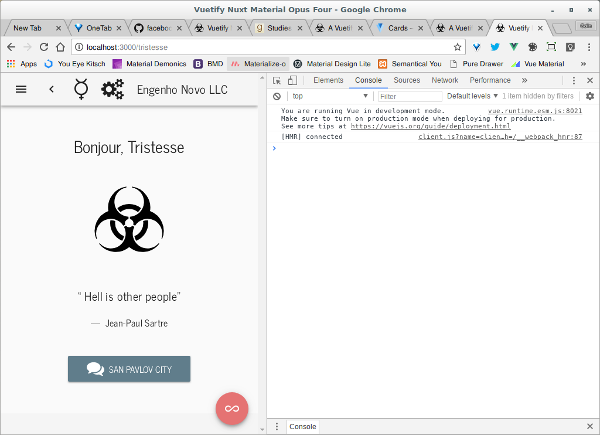 Vuetify Nuxt Material Opus Four - Google Chrome
New Tab
OneTab
faceboo
Vuetify
Studies
A Vueti
Cards -
A Vueti
Vuetify
localhost:3000/tristesse
Apps
You Eye Kitsch
Material Demonics
BMD
Materialize-o
Material Design Lite
Semantical You
Pure Drawer
Vue Material
»
Engenho Novo LLC
Bonjour, Tristesse
“ Hell is other people”
— Jean-Paul Sartre
SAN PAVLOV CITY
Elements Console Sources Network Performance »
top Filter Default levels 1 item hidden by filters
You are running Vue in development mode. vue.runtime.esm.js:8021
Make sure to turn on production mode when deploying for production.
See more tips at https://vuejs.org/guide/deployment.html
[HMR] connected client.js?name=clien…h=/__webpack_hmr:87
Console